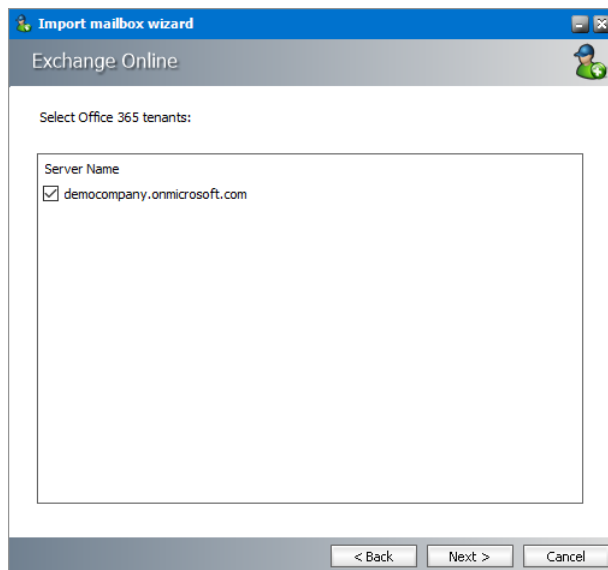 Import mailbox wizard
Exchange Online
Select Office 365 tenants:
Server Name
democompany.onmicrosoft.com
< Back Next > Cancel